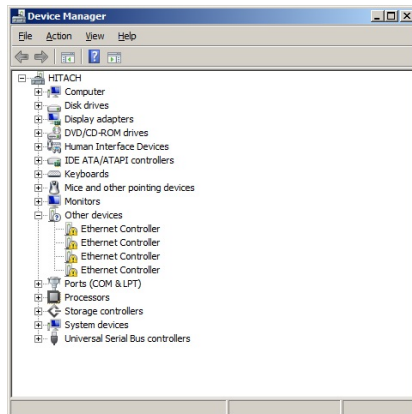 Device Manager
File Action View Help
HITACH
Computer
Disk drives
Display adapters
DVD/CD-ROM drives
Human Interface Devices
IDE ATA/ATAPI controllers
Keyboards
Mice and other pointing devices
Monitors
Other devices
Ethernet Controller
Ethernet Controller
Ethernet Controller
Ethernet Controller
Ports (COM & LPT)
Processors
Storage controllers
System devices
Universal Serial Bus controllers